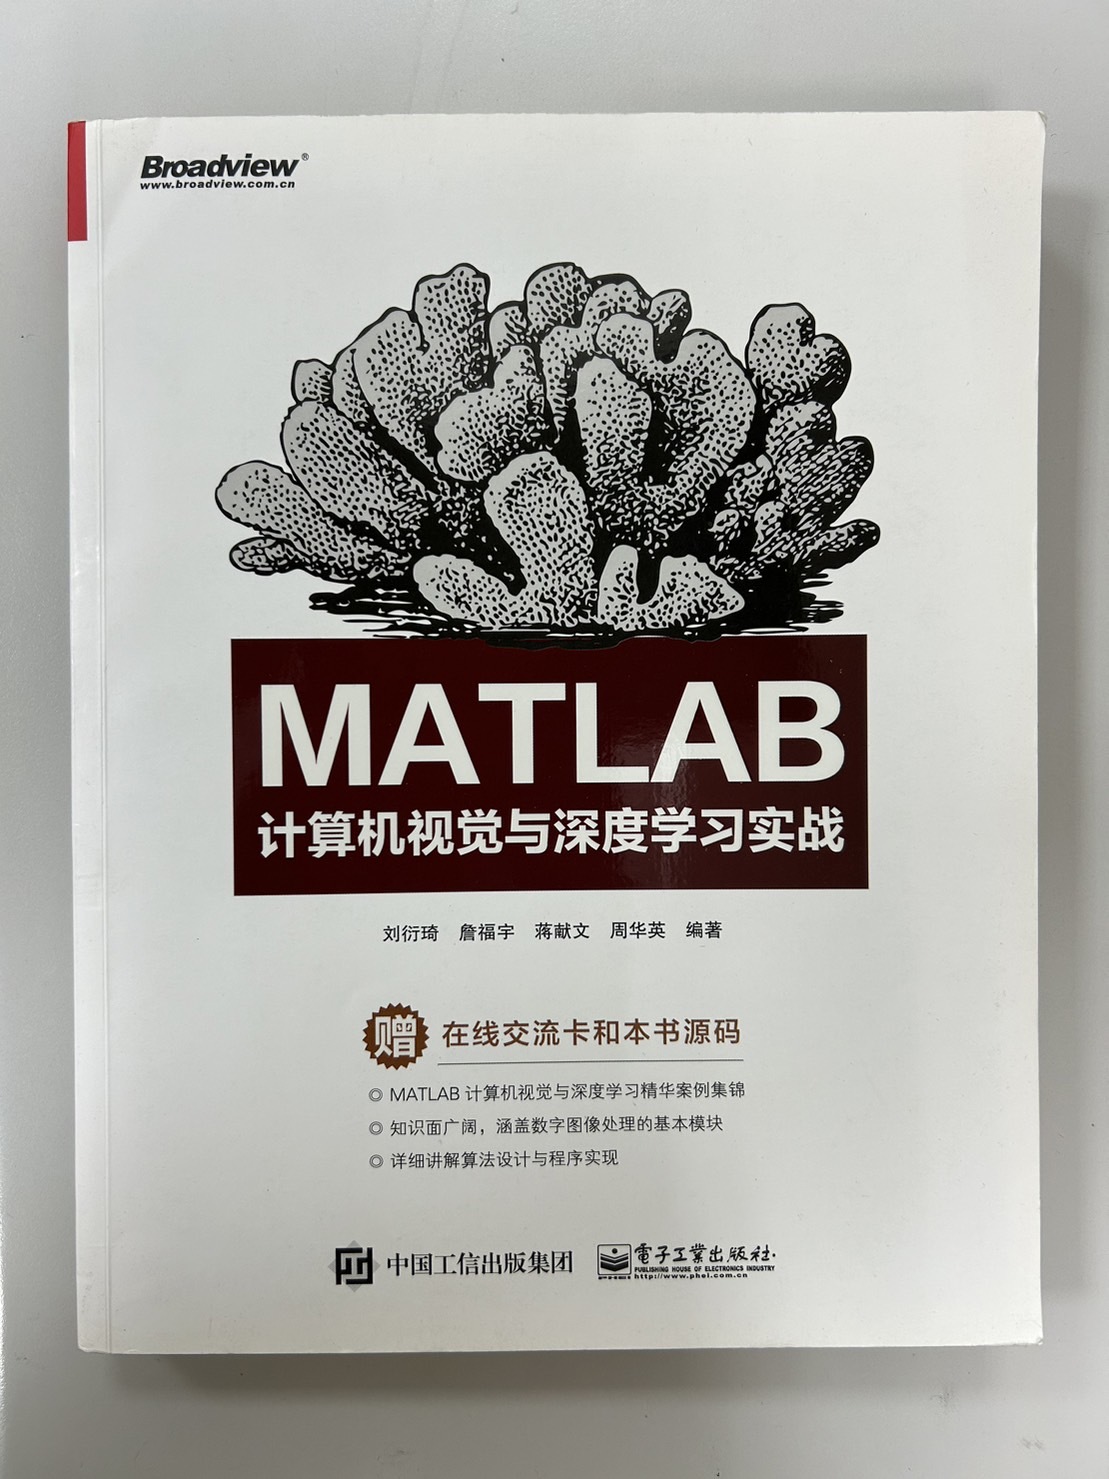 Broadview®
www.broadview.com.cn
MATLAB
计算机视觉与深度学习实战
刘衍琦 詹福宇 蒋献文 周华英 编著
赠 在线交流卡和本书源码
◎ MATLAB 计算机视觉与深度学习精华案例集锦
◎ 知识面广阔，涵盖数字图像处理的基本模块
◎ 详细讲解算法设计与程序实现
中国工信出版集团
電子工業出版社·
PUBLISHING HOUSE OF ELECTRONICS INDUSTRY
PHEI http://www.phei.com.cn